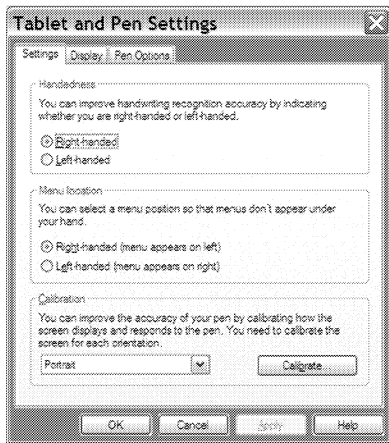 Tablet and Pen Settings
Settings Display Pen Options
Handedness
You can improve handwriting recognition accuracy by indicating
whether you are right-handed or left-handed.
Right-handed
Left-handed
Menu location
You can select a menu position so that menus don't appear under
your hand.
Right-handed (menu appears on left)
Left-handed (menu appears on right)
Calibration
You can improve the accuracy of your pen by calibrating how the
screen displays and responds to the pen. You need to calibrate the
screen for each orientation.
Portrait Calibrate...
OK Cancel Apply Help